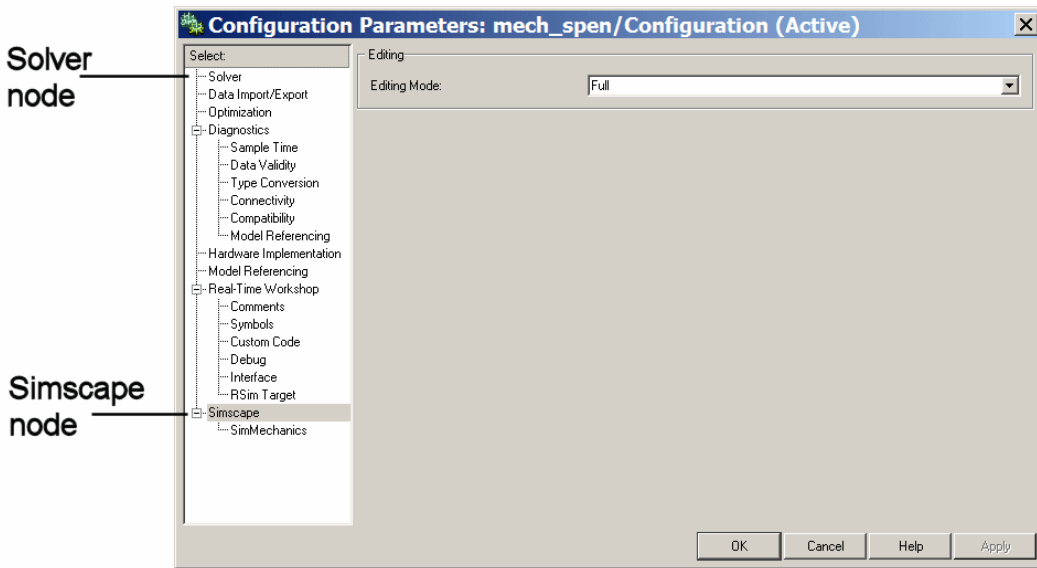 Configuration Parameters: mech_spen/Configuration (Active)
Solver
node
Select:
Solver
Data Import/Export
Optimization
Diagnostics
Sample Time
Data Validity
Type Conversion
Connectivity
Compatibility
Model Referencing
Hardware Implementation
Model Referencing
Real-Time Workshop
Comments
Symbols
Custom Code
Debug
Interface
RSim Target
Simscape
SimMechanics
Simscape
node
Editing
Editing Mode:
Full
OK
Cancel
Help
Apply